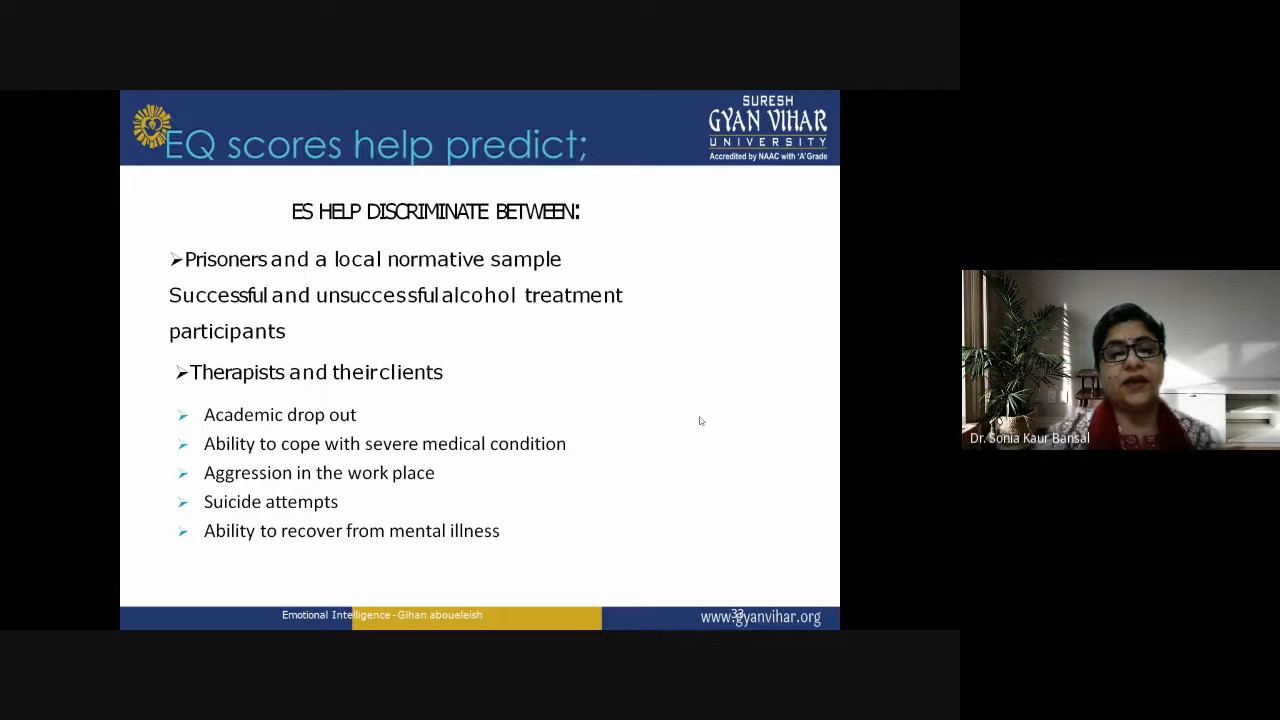 EQ scores help predict;
SURESH
GYAN VIHAR
UNIVERSITY
Accredited by NAAC with 'A' Grade
ES HELP DISCRIMINATE BETWEEN:
➢Prisoners and a local normative sample
Successful and unsuccessful alcohol treatment
participants
➢Therapists and their clients
➢ Academic drop out
➢ Ability to cope with severe medical condition
➢ Aggression in the work place
➢ Suicide attempts
➢ Ability to recover from mental illness
Dr. Sonia Kaur Bansal
Emotional Intelligence - Gihan aboueleish
33
www.gyanvihar.org